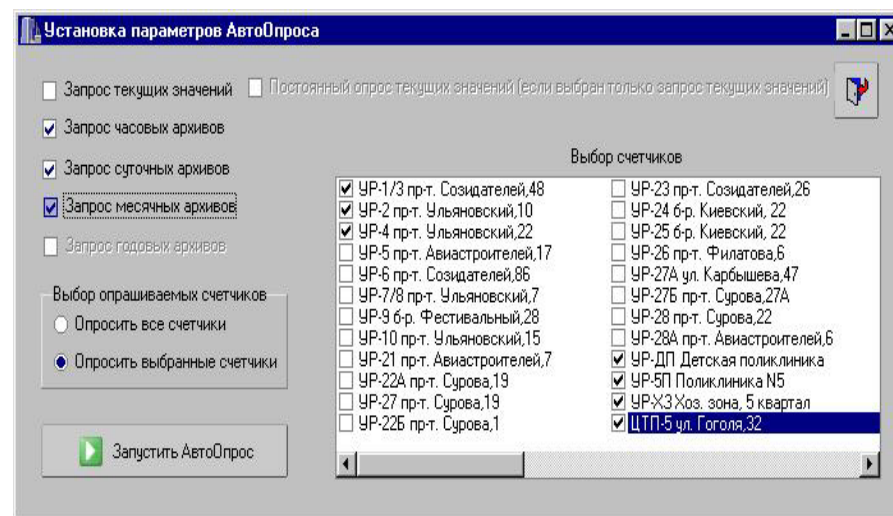 Установка параметров АвтоОпроса
Запрос текущих значений
Постоянный опрос текущих значений (если выбран только запрос текущих значений)
Запрос часовых архивов
Запрос суточных архивов
Запрос месячных архивов
Запрос годовых архивов
Выбор опрашиваемых счетчиков
Опросить все счетчики
Опросить выбранные счетчики
Запустить АвтоОпрос
Выбор счетчиков
УР-1/3 пр-т. Созидателей,48
УР-2 пр-т. Ульяновский,10
УР-4 пр-т. Ульяновский,22
УР-5 пр-т. Авиастроителей,17
УР-6 пр-т. Созидателей,86
УР-7/8 пр-т. Ульяновский,7
УР-9 б-р. Фестивальный,28
УР-10 пр-т. Ульяновский,15
УР-21 пр-т. Авиастроителей,7
УР-22А пр-т. Сурова,19
УР-27 пр-т. Сурова,19
УР-22Б пр-т. Сурова,1
УР-23 пр-т. Созидателей,26
УР-24 б-р. Киевский, 22
УР-25 б-р. Киевский, 22
УР-26 пр-т. Филатова,6
УР-27А ул. Карбышева,47
УР-27Б пр-т. Сурова,27А
УР-28 пр-т. Сурова,22
УР-28А пр-т. Авиастроителей,6
УР-ДП Детская поликлиника
УР-5П Поликлиника N5
УР-ХЗ Хоз. зона, 5 квартал
ЦТП-5 ул. Гоголя,32